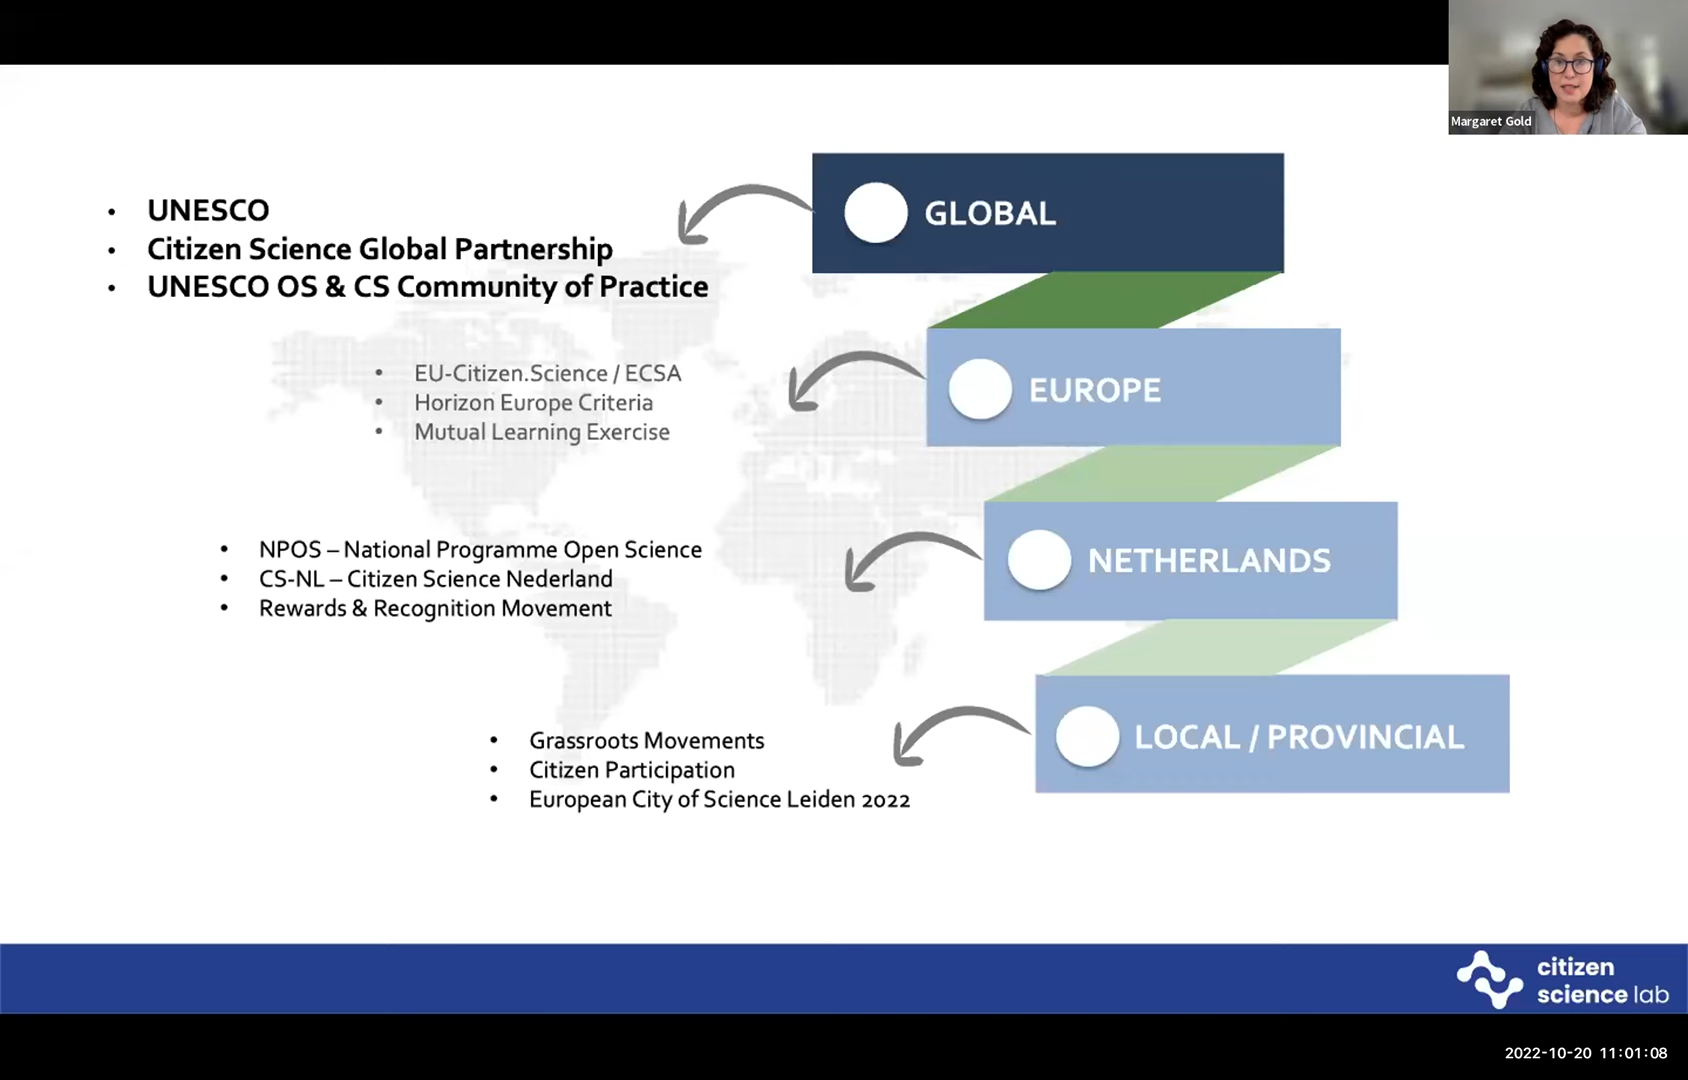 Margaret Gold
• UNESCO
• Citizen Science Global Partnership
• UNESCO OS & CS Community of Practice
GLOBAL
• EU-Citizen.Science / ECSA
• Horizon Europe Criteria
• Mutual Learning Exercise
EUROPE
• NPOS – National Programme Open Science
• CS-NL – Citizen Science Nederland
• Rewards & Recognition Movement
NETHERLANDS
• Grassroots Movements
• Citizen Participation
• European City of Science Leiden 2022
LOCAL / PROVINCIAL
citizen
science lab
2022-10-20 11:01:08